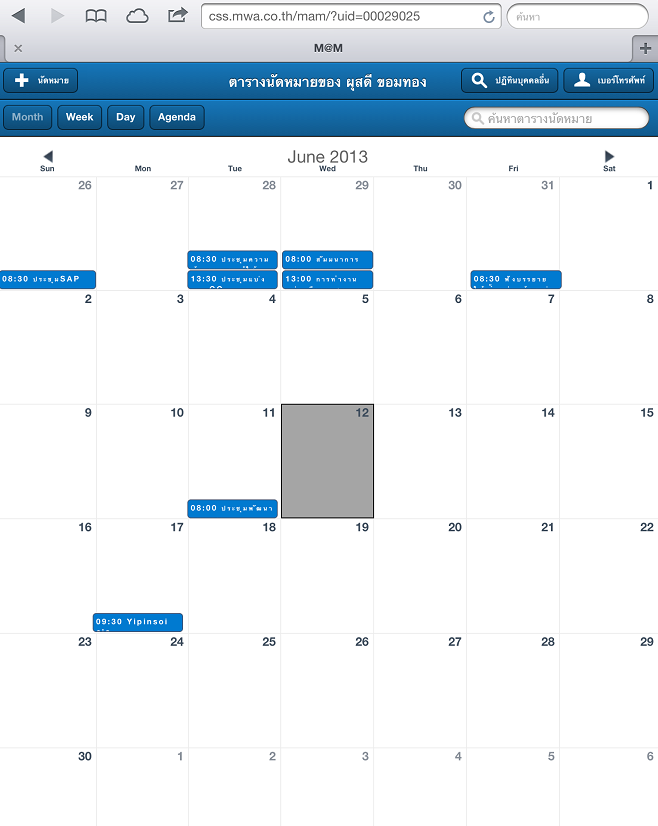 css.mwa.co.th/mam/?uid=00029025
ค้นหา
M@M
นัดหมาย
ตารางนัดหมายของ ผุสดี ขอมทอง
ปฏิทินบุคคลอื่น
เบอร์โทรศัพท์
Month Week Day Agenda
ค้นหาตารางนัดหมาย
June 2013
Sun Mon Tue Wed Thu Fri Sat
26 27 28 29 30 31 1
08:30 ประชุมความ
08:00 สัมมนาการ
08:30 ประชุมSAP
13:30 ประชุมแบ่ง
13:00 การทำงาน
08:30 ฟังบรรยาย
2 3 4 5 6 7 8
9 10 11 12 13 14 15
08:00 ประชุมพัฒนา
16 17 18 19 20 21 22
09:30 Yipinsoi
23 24 25 26 27 28 29
30 1 2 3 4 5 6